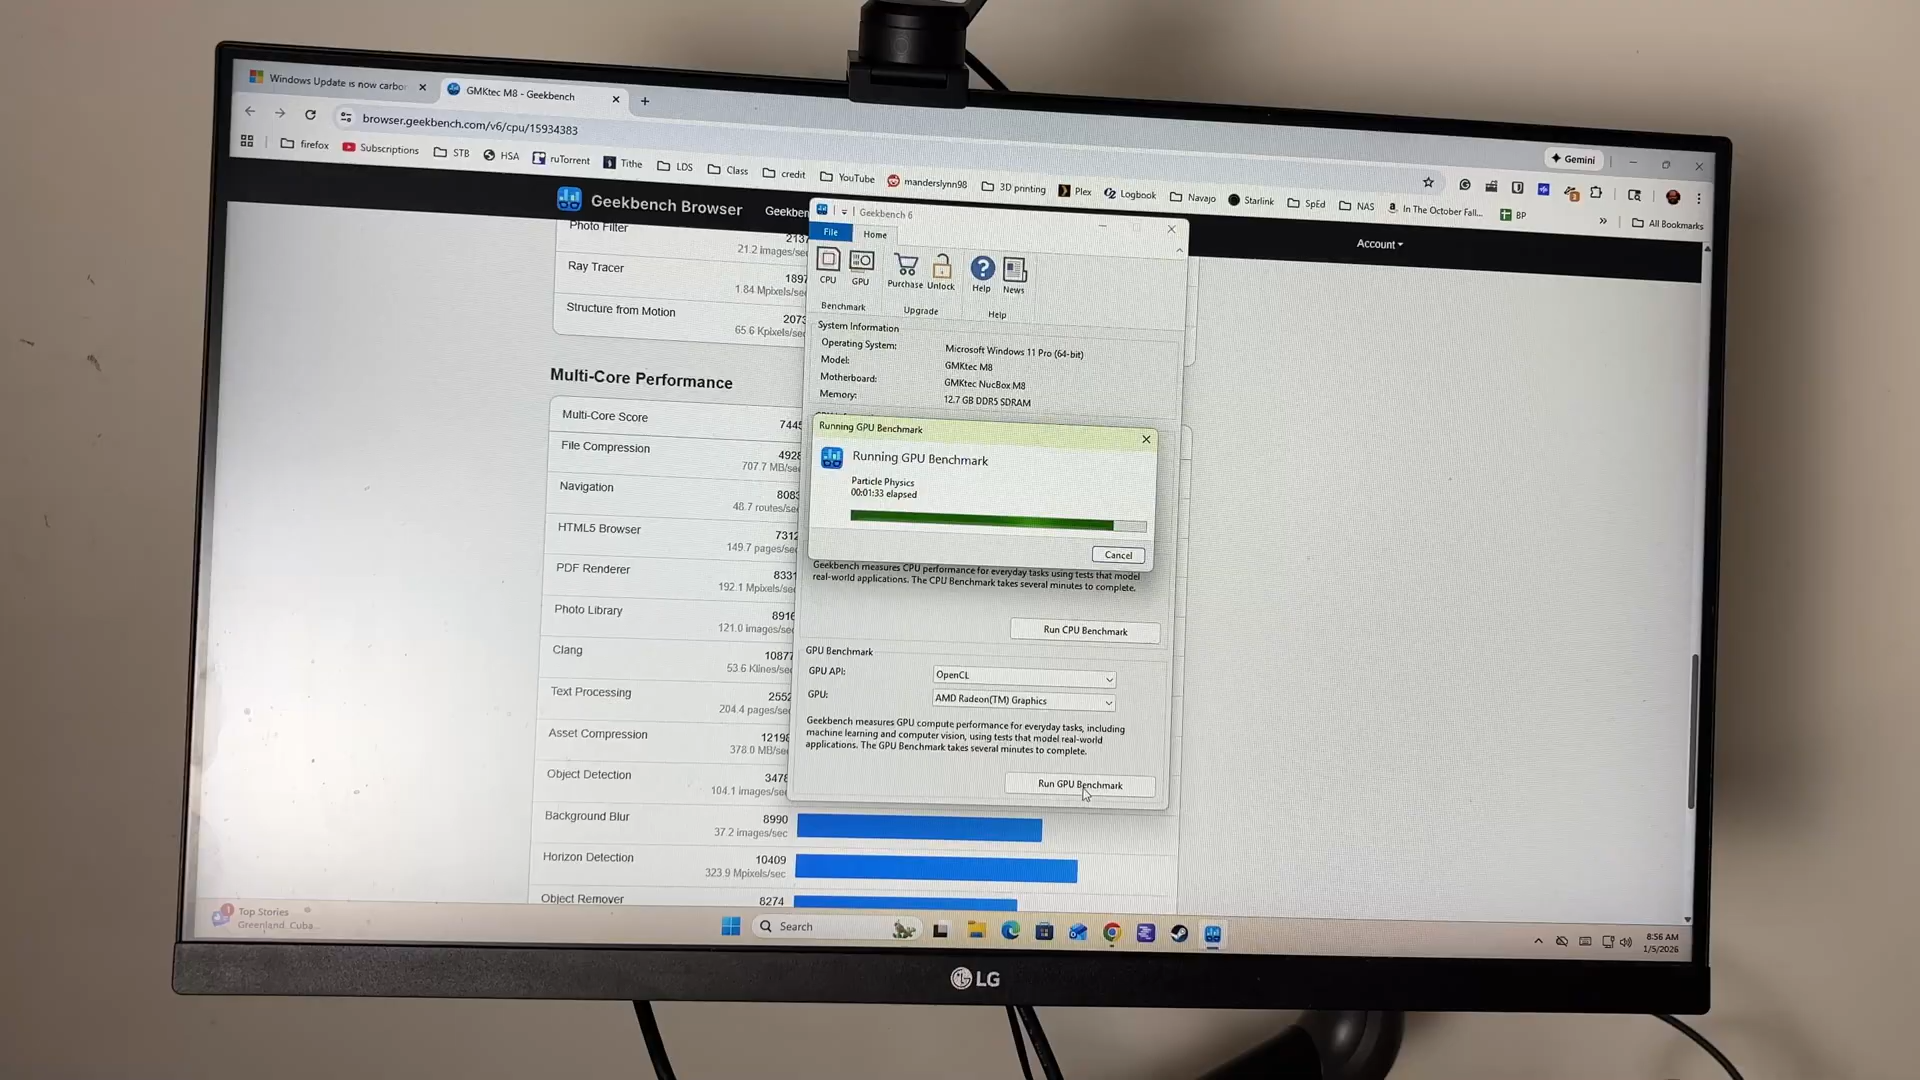 Windows Update is now carbo
GMKtec M8 - Geekbench
browser.geekbench.com/v6/cpu/15934383
Gemini
firefox
Subscriptions
STB
HSA
ruTorrent
Tithe
LDS
Class
credit
YouTube
manderslynn98
3D printing
Plex
Logbook
Navajo
Starlink
SpEd
NAS
In The October Fall...
BP
All Bookmarks
Geekbench Browser
Geekben
Account
Photo Filter
2137
21.2 images/sec
Ray Tracer
1897
1.84 Mpixels/sec
Structure from Motion
2073
65.6 Kpixels/sec
Multi-Core Performance
Multi-Core Score
7445
File Compression
4928
707.7 MB/sec
Navigation
8083
48.7 routes/sec
HTML5 Browser
7312
149.7 pages/sec
PDF Renderer
8331
192.1 Mpixels/sec
Photo Library
8916
121.0 images/sec
Clang
10877
53.6 Klines/sec
Text Processing
2552
204.4 pages/sec
Asset Compression
12198
378.0 MB/sec
Object Detection
3478
104.1 images/sec
Background Blur
8990
37.2 images/sec
Horizon Detection
10409
323.9 Mpixels/sec
Object Remover
8274
Geekbench 6
File
Home
CPU
GPU
Purchase
Unlock
Help
News
Benchmark
Upgrade
Help
System Information
Operating System:
Microsoft Windows 11 Pro (64-bit)
Model:
GMKtec M8
Motherboard:
GMKtec NucBox M8
Memory:
12.7 GB DDR5 SDRAM
Running GPU Benchmark
Running GPU Benchmark
Particle Physics
00:01:33 elapsed
Cancel
Geekbench measures CPU performance for everyday tasks using tests that model
real-world applications. The CPU Benchmark takes several minutes to complete.
Run CPU Benchmark
GPU Benchmark
GPU API:
OpenCL
GPU:
AMD Radeon(TM) Graphics
Geekbench measures GPU compute performance for everyday tasks, including
machine learning and computer vision, using tests that model real-world
applications. The GPU Benchmark takes several minutes to complete.
Run GPU Benchmark
1
Top Stories
Greenland, Cuba...
Search
8:56 AM
1/5/2026
LG